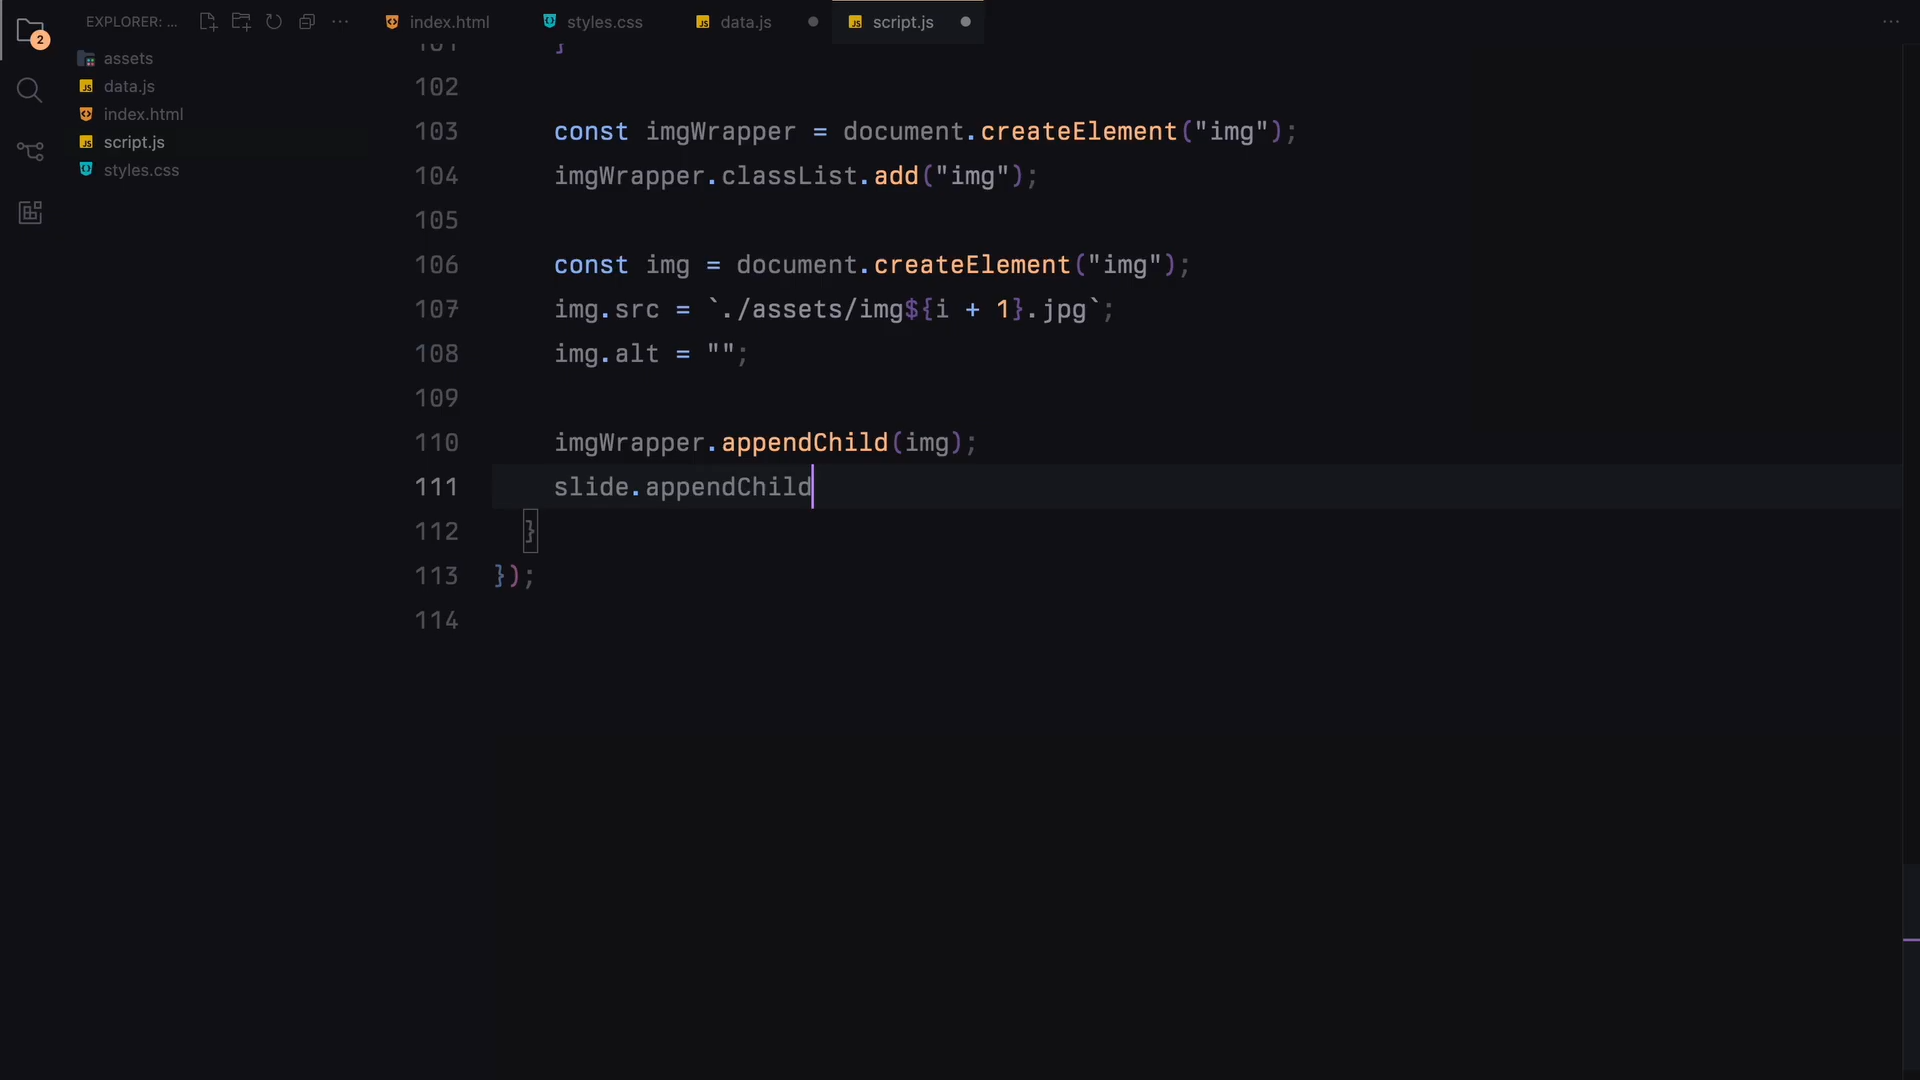 EXPLORER: ...
2
assets
data.js
index.html
script.js
styles.css
index.html
styles.css
data.js
script.js
101 }
102
103 const imgWrapper = document.createElement("img");
104 imgWrapper.classList.add("img");
105
106 const img = document.createElement("img");
107 img.src = `./assets/img${i + 1}.jpg`;
108 img.alt = "";
109
110 imgWrapper.appendChild(img);
111 slide.appendChild
112 }
113 });
114